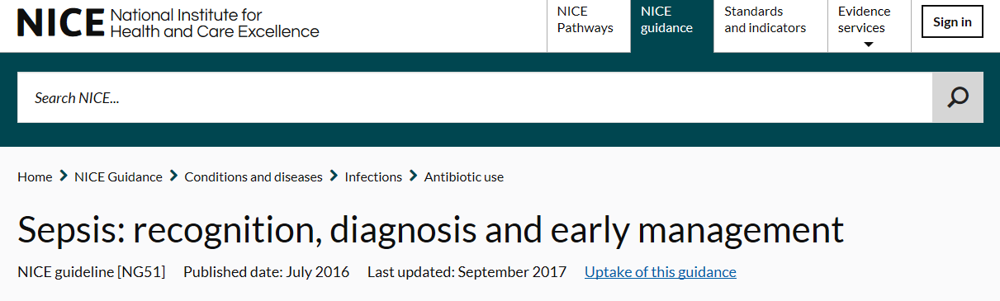 NICE National Institute for
Health and Care Excellence
NICE
Pathways
NICE
guidance
Standards
and indicators
Evidence
services
Sign in
Search NICE...
Home NICE Guidance Conditions and diseases Infections Antibiotic use
Sepsis: recognition, diagnosis and early management
NICE guideline [NG51] Published date: July 2016 Last updated: September 2017 Uptake of this guidance